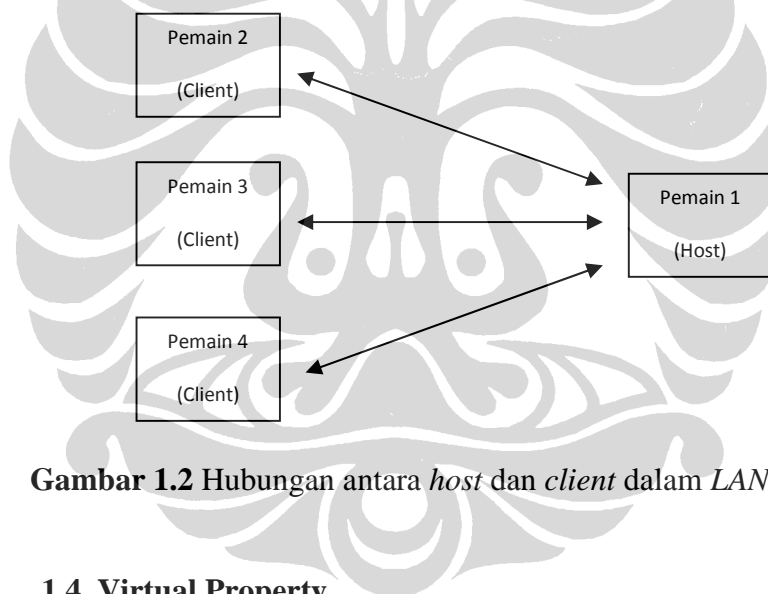 Pemain 2
(Client)
Pemain 3
(Client)
Pemain 1
(Host)
Pemain 4
(Client)
Gambar 1.2 Hubungan antara host dan client dalam LAN
1.4 Virtual Property